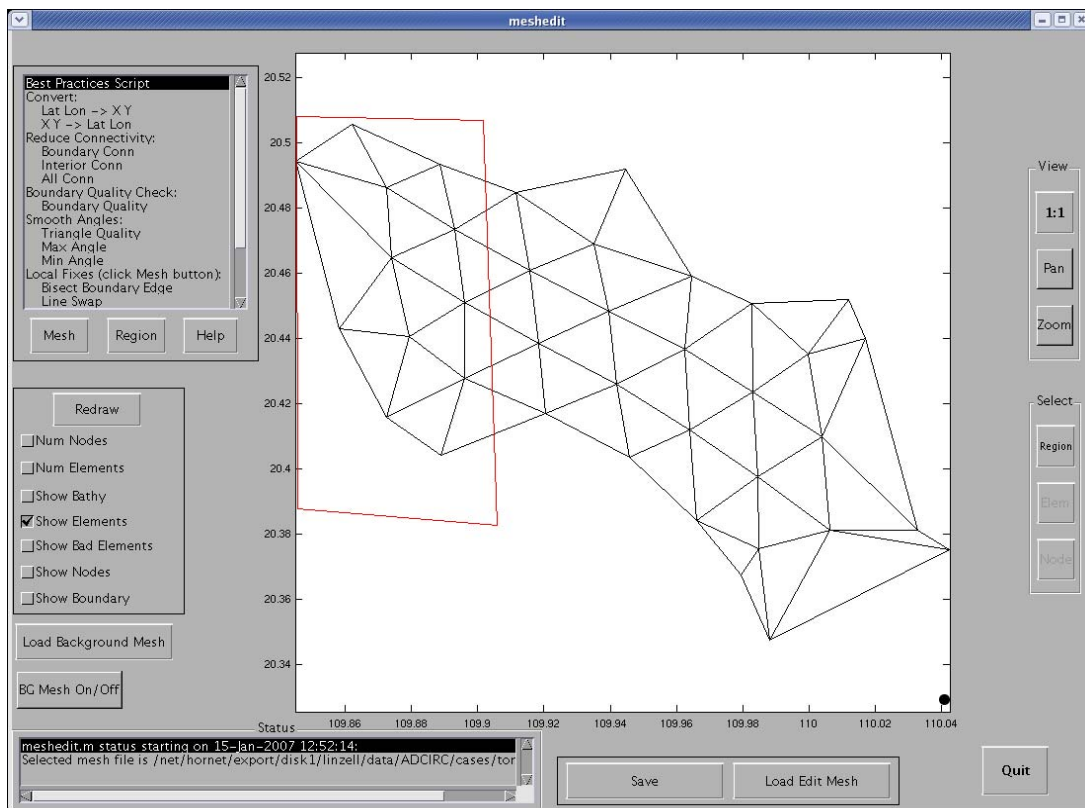 meshedit
Best Practices Script
Convert:
Lat Lon -> X Y
XY -> Lat Lon
Reduce Connectivity:
Boundary Conn
Interior Conn
All Conn
Boundary Quality Check:
Boundary Quality
Smooth Angles:
Triangle Quality
Max Angle
Min Angle
Local Fixes (click Mesh button):
Bisect Boundary Edge
Line Swap
Mesh Region Help
Redraw
Num Nodes
Num Elements
Show Bathy
Show Elements
Show Bad Elements
Show Nodes
Show Boundary
Load Background Mesh
BG Mesh On/Off
20.52
20.5
20.48
20.46
20.44
20.42
20.4
20.38
20.36
20.34
109.86 109.88 109.9 109.92 109.94 109.96 109.98 110 110.02 110.04
View
1:1
Pan
Zoom
Select
Region
Elem
Node
Status
meshedit.m status starting on 15-Jan-2007 12:52:14:
Selected mesh file is /net/hornet/export/disk1/linzell/data/ADCIRC/cases/tor
Save Load Edit Mesh
Quit